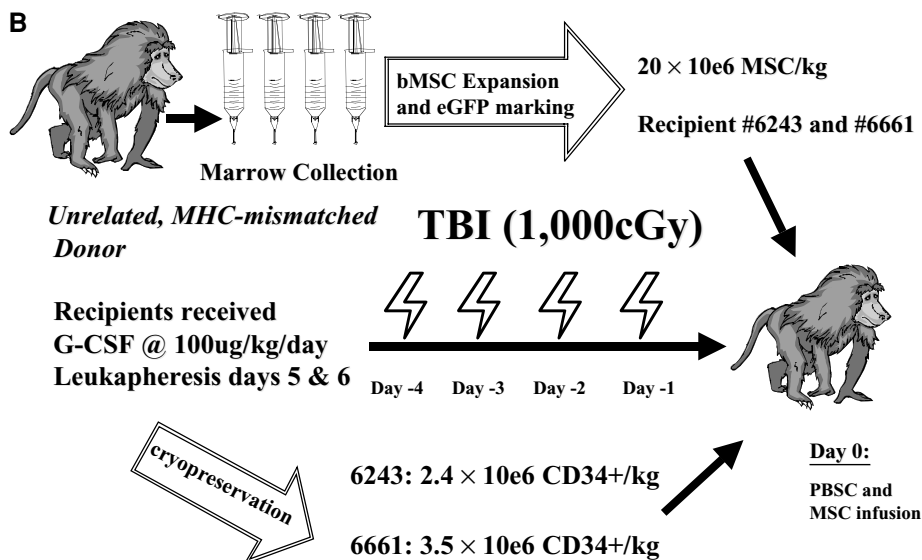 B
bMSC Expansion
and eGFP marking
20 × 10e6 MSC/kg
Recipient #6243 and #6661
Marrow Collection
Unrelated, MHC-mismatched
Donor
TBI (1,000cGy)
Recipients received
G-CSF @ 100ug/kg/day
Leukapheresis days 5 & 6
Day -4 Day -3 Day -2 Day -1
cryopreservation
6243: 2.4 × 10e6 CD34+/kg
6661: 3.5 × 10e6 CD34+/kg
Day 0:
PBSC and
MSC infusion